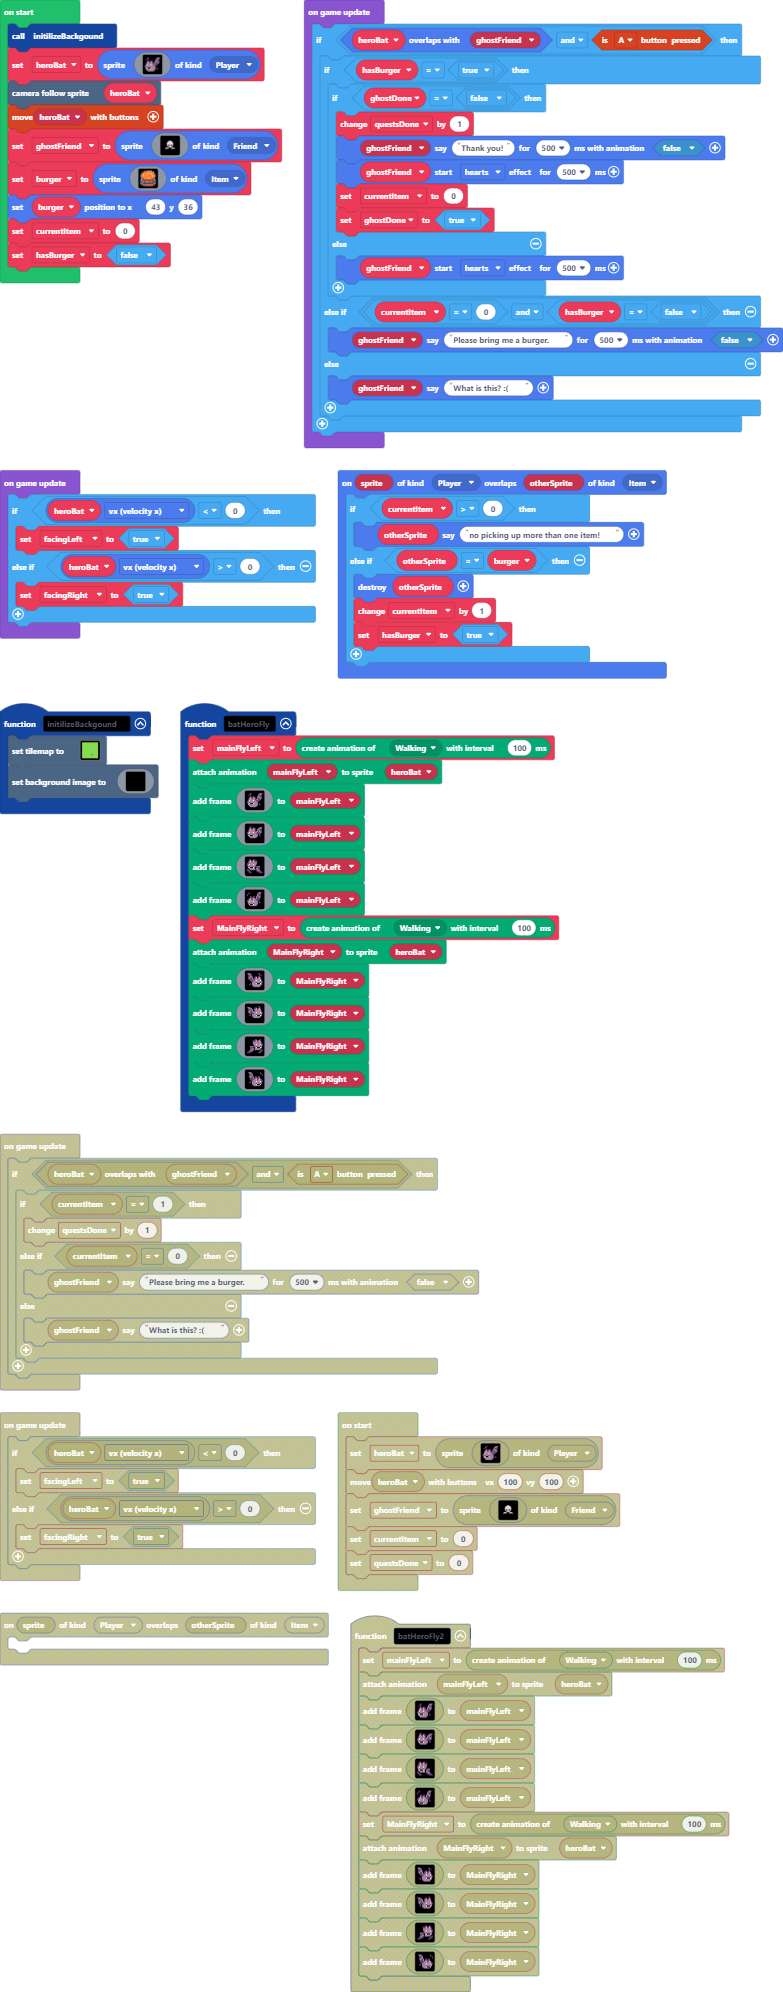 on start
call initilizeBackgound
set heroBat to sprite of kind Player
camera follow sprite heroBat
move heroBat with buttons
set ghostFriend to sprite of kind Friend
set burger to sprite of kind Item
set burger position to x 43 y 36
set currentItem to 0
set hasBurger to false
on game update
if heroBat overlaps with ghostFriend and is A button pressed then
if hasBurger = true then
if ghostDone = false then
change questsDone by 1
ghostFriend say "Thank you!" for 500 ms with animation false
ghostFriend start hearts effect for 500 ms
set currentItem to 0
set ghostDone to true
else
ghostFriend start hearts effect for 500 ms
else if currentItem = 0 and hasBurger = false then
ghostFriend say "Please bring me a burger. " for 500 ms with animation false
else
ghostFriend say "What is this? :( "
on game update
if heroBat vx (velocity x) < 0 then
set facingLeft to true
else if heroBat vx (velocity x) > 0 then
set facingRight to true
on sprite of kind Player overlaps otherSprite of kind Item
if currentItem > 0 then
otherSprite say "no picking up more than one item! "
else if otherSprite = burger then
destroy otherSprite
change currentItem by 1
set hasBurger to true
function initilizeBackgound
set tilemap to
set background image to
function batHeroFly
set mainFlyLeft to create animation of Walking with interval 100 ms
attach animation mainFlyLeft to sprite heroBat
add frame to mainFlyLeft
add frame to mainFlyLeft
add frame to mainFlyLeft
add frame to mainFlyLeft
set MainFlyRight to create animation of Walking with interval 100 ms
attach animation MainFlyRight to sprite heroBat
add frame to MainFlyRight
add frame to MainFlyRight
add frame to MainFlyRight
add frame to MainFlyRight
on game update
if heroBat overlaps with ghostFriend and is A button pressed then
if currentItem = 1 then
change questsDone by 1
else if currentItem = 0 then
ghostFriend say "Please bring me a burger. " for 500 ms with animation false
else
ghostFriend say "What is this? :( "
on game update
if heroBat vx (velocity x) < 0 then
set facingLeft to true
else if heroBat vx (velocity x) > 0 then
set facingRight to true
on start
set heroBat to sprite of kind Player
move heroBat with buttons vx 100 vy 100
set ghostFriend to sprite of kind Friend
set currentItem to 0
set questsDone to 0
on sprite of kind Player overlaps otherSprite of kind Item
function batHeroFly2
set mainFlyLeft to create animation of Walking with interval 100 ms
attach animation mainFlyLeft to sprite heroBat
add frame to mainFlyLeft
add frame to mainFlyLeft
add frame to mainFlyLeft
add frame to mainFlyLeft
set MainFlyRight to create animation of Walking with interval 100 ms
attach animation MainFlyRight to sprite heroBat
add frame to MainFlyRight
add frame to MainFlyRight
add frame to MainFlyRight
add frame to MainFlyRight